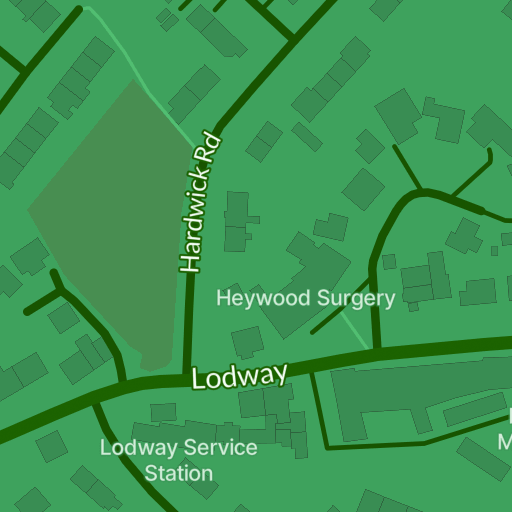 Hardwick Rd
Heywood Surgery
Lodway
Lodway Service
Station
M